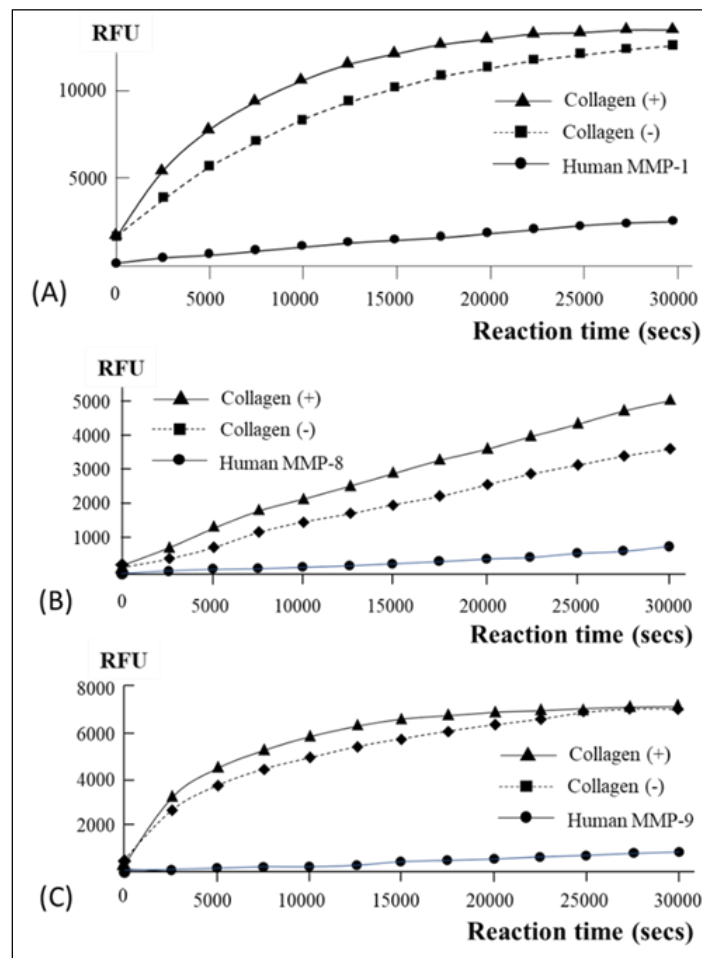 RFU
10000
5000
Collagen (+)
Collagen (-)
Human MMP-1
0 5000 10000 15000 20000 25000 30000
(A)
Reaction time (secs)
RFU
5000
4000
3000
2000
1000
Collagen (+)
Collagen (-)
Human MMP-8
0 5000 10000 15000 20000 25000 30000
(B)
Reaction time (secs)
RFU
8000
6000
4000
2000
Collagen (+)
Collagen (-)
Human MMP-9
0 5000 10000 15000 20000 25000 30000
(C)
Reaction time (secs)